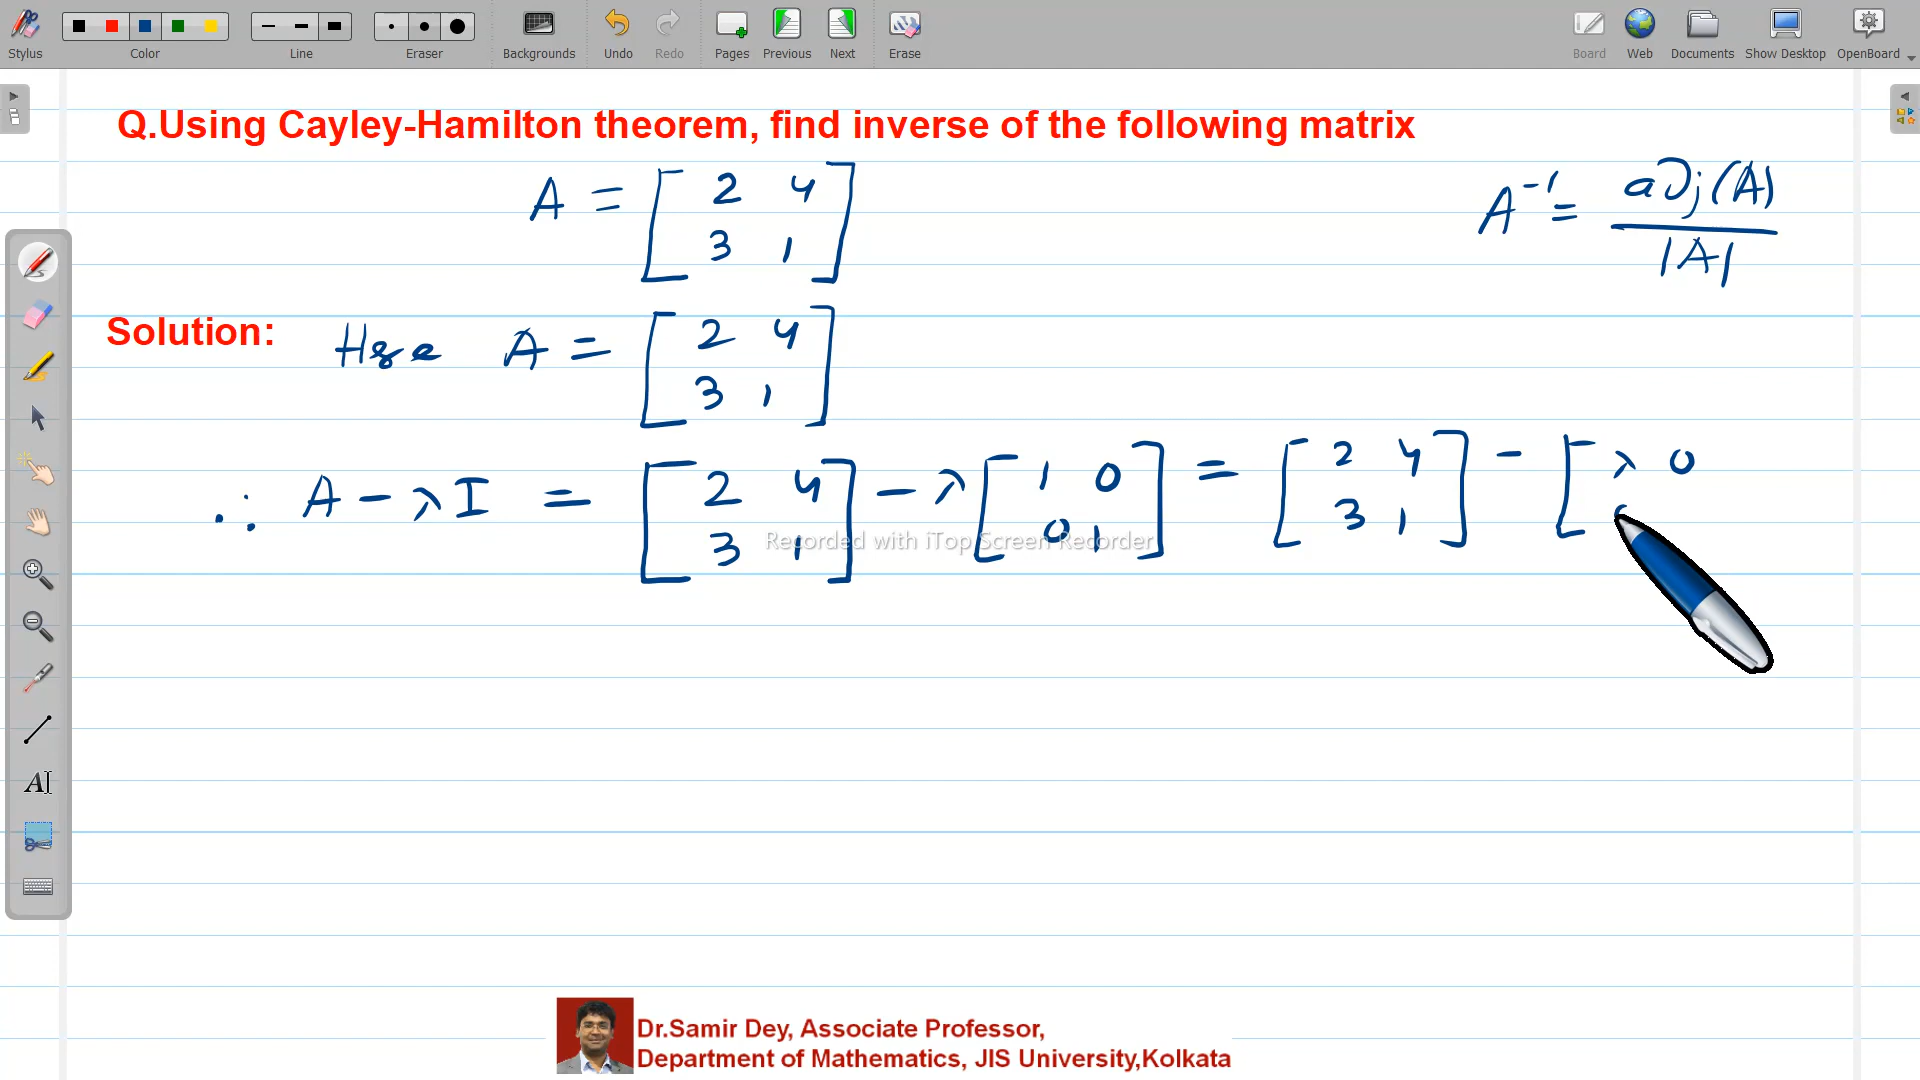 Stylus Color Line Eraser Backgrounds Undo Redo Pages Previous Next Erase Board Web Documents Show Desktop OpenBoard
Q.Using Cayley-Hamilton theorem, find inverse of the following matrix
A = [ 2 4
3 1 ]
A⁻¹ = adj(A)
|A|
Solution: Here A = [ 2 4
3 1 ]
∴ A - λI = [ 2 4 ] - λ [ 1 0 ] = [ 2 4 ] - [ λ 0
[ 3 1 ] [ 0 1 ] [ 3 1 ]
Recorded with iTop Screen Recorder
AI
Dr.Samir Dey, Associate Professor,
Department of Mathematics, JIS University,Kolkata